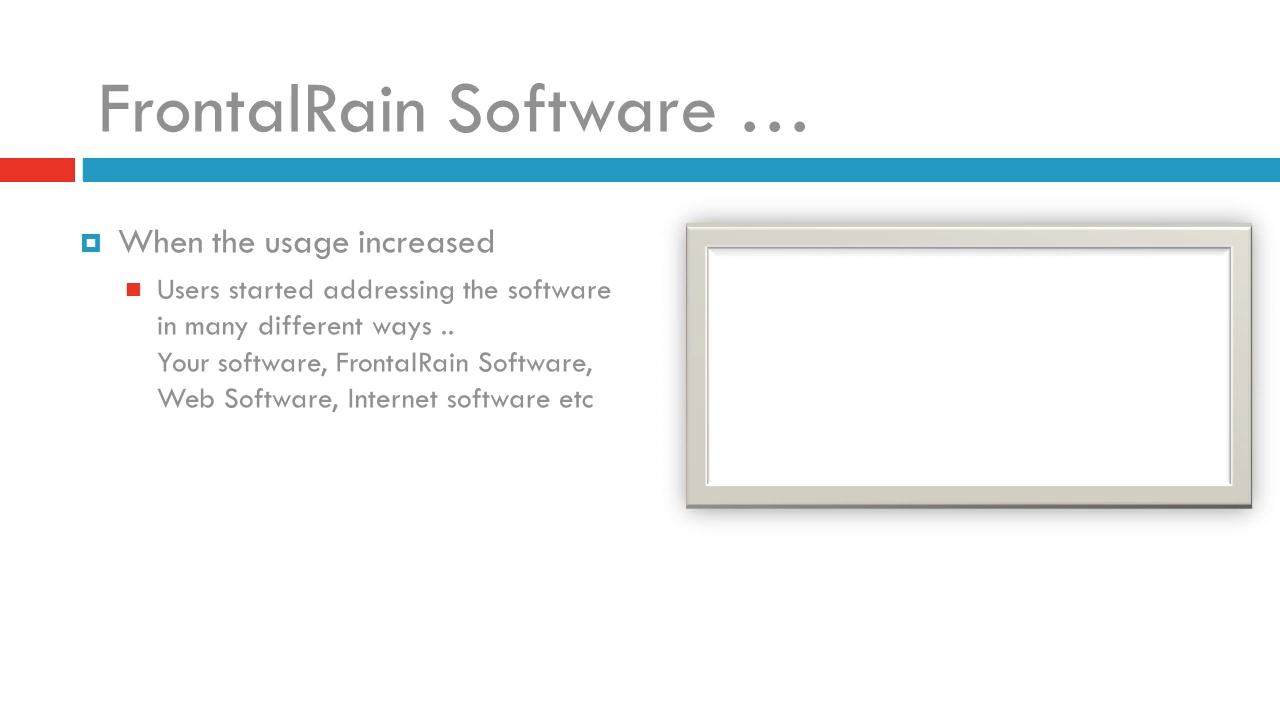 FrontalRain Software ...
When the usage increased
Users started addressing the software
in many different ways ..
Your software, FrontalRain Software,
Web Software, Internet software etc